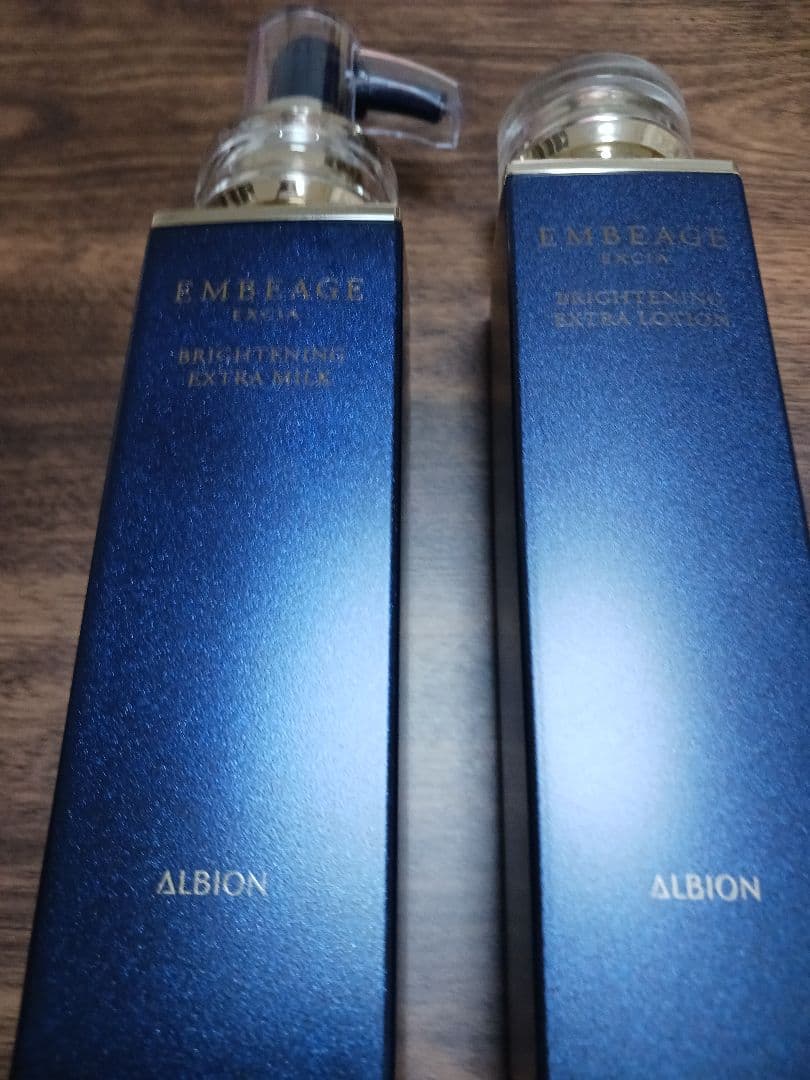 EMBEAGE
EXCIA
BRIGHTENING
EXTRA MILK
ALBION
EMBEAGE
EXCIA
BRIGHTENING
EXTRA LOTION
ALBION